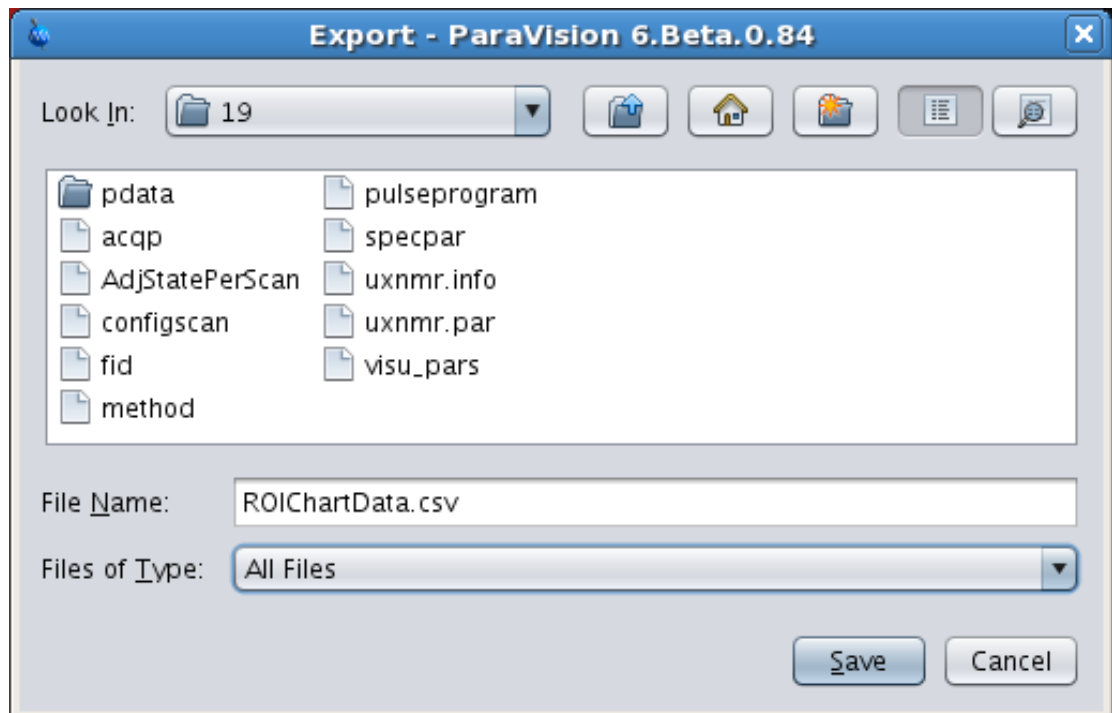 Export - ParaVision 6.Beta.0.84
Look In: 19
pdata
acqp
AdjStatePerScan
configscan
fid
method
pulseprogram
specpar
uxnmr.info
uxnmr.par
visu_pars
File Name: ROIChartData.csv
Files of Type: All Files
Save Cancel